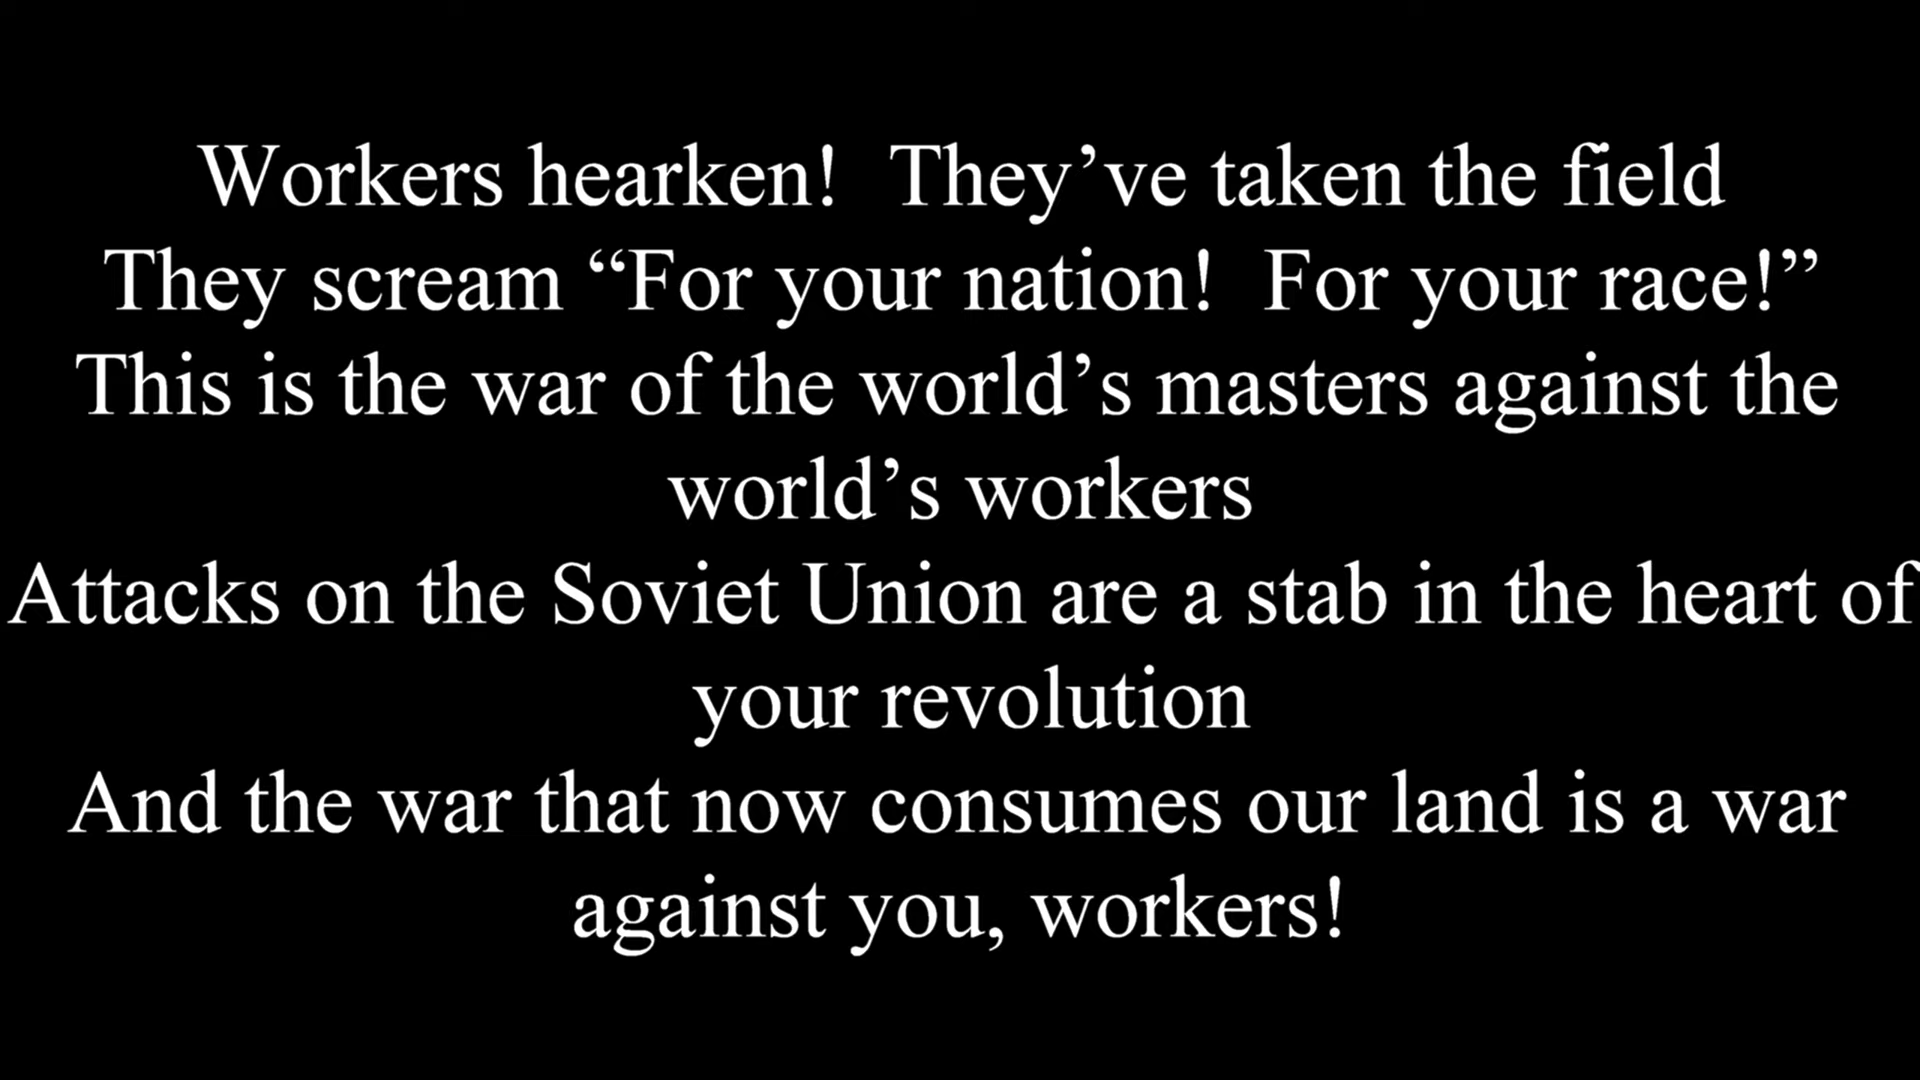 Workers hearken!  They’ve taken the field
They scream “For your nation!  For your race!”
This is the war of the world’s masters against the
world’s workers
Attacks on the Soviet Union are a stab in the heart of
your revolution
And the war that now consumes our land is a war
against you, workers!